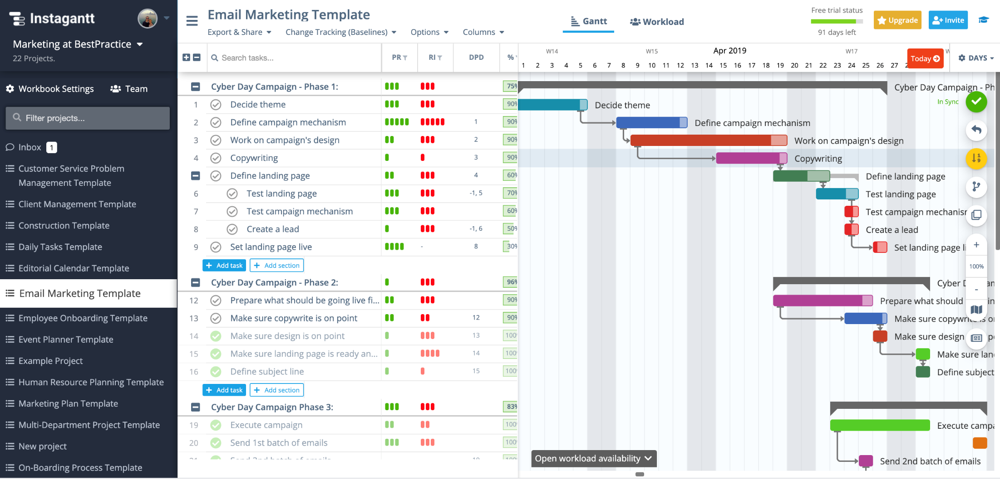 Instagantt
Marketing at BestPractice
22 Projects.
Workbook Settings
Team
Filter projects...
Inbox 1
Customer Service Problem
Management Template
Client Management Template
Construction Template
Daily Tasks Template
Editorial Calendar Template
Email Marketing Template
Employee Onboarding Template
Event Planner Template
Example Project
Human Resource Planning Template
Marketing Plan Template
Multi-Department Project Template
New project
On-Boarding Process Template
Email Marketing Template
Export & Share
Change Tracking (Baselines)
Options
Columns
Gantt
Workload
Free trial status
91 days left
Upgrade
Invite
Search tasks...
PR RI DPD %
W14 W15 Apr 2019 W17 W
1 2 3 4 5 6 7 8 9 10 11 12 13 14 15 16 17 18 19 20 21 22 23 24 25 26 27 2
Today
DAYS
Cyber Day Campaign - Phase 1: 75%
1 Decide theme 90%
2 Define campaign mechanism 1 90%
3 Work on campaign's design 2 90%
4 Copywriting 3 90%
Define landing page 4 60%
6 Test landing page -1, 5 70%
7 Test campaign mechanism 60%
8 Create a lead -1, 6 50%
9 Set landing page live - 8 30%
+ Add task + Add section
Cyber Day Campaign - Phase 2: 96%
12 Prepare what should be going live fi... 90%
13 Make sure copywrite is on point 12 90%
14 Make sure design is on point 13 100
15 Make sure landing page is ready an... 14 100
16 Define subject line 15 100
+ Add task + Add section
Cyber Day Campaign Phase 3: 83%
19 Execute campaign 100
20 Send 1st batch of emails 100
Cyber Day Campaign - Ph
In Sync
Decide theme
Define campaign mechanism
Work on campaign's design
Copywriting
Define landing page
Test landing page
Test campaign mechanism
Create a lead
Set landing page li
+
100%
-
Cyber
Prepare what should
Make sure copywrite is on
Make sure design
Make sure lan
Define subject
Execute campa
Send 2nd batch of emails
Open workload availability